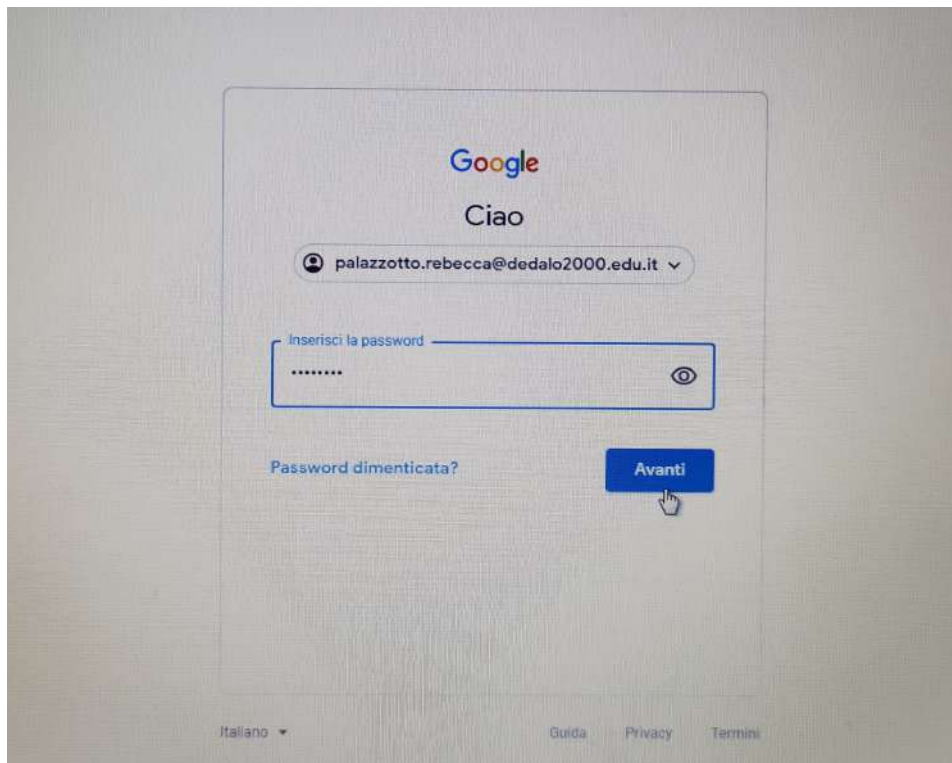 Google
Ciao
palazzotto.rebecca@dedalo2000.edu.it
Inserisci la password
••••••••
Password dimenticata?
Avanti
Italiano
Guida Privacy Termini